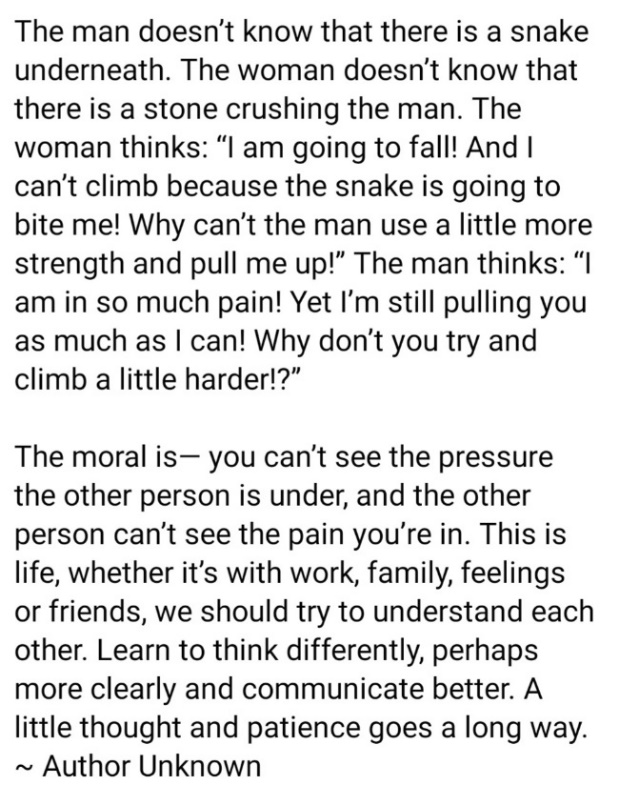 The man doesn’t know that there is a snake
underneath. The woman doesn’t know that
there is a stone crushing the man. The
woman thinks: “I am going to fall! And I
can’t climb because the snake is going to
bite me! Why can’t the man use a little more
strength and pull me up!” The man thinks: “I
am in so much pain! Yet I’m still pulling you
as much as I can! Why don’t you try and
climb a little harder!?”
The moral is— you can’t see the pressure
the other person is under, and the other
person can’t see the pain you’re in. This is
life, whether it’s with work, family, feelings
or friends, we should try to understand each
other. Learn to think differently, perhaps
more clearly and communicate better. A
little thought and patience goes a long way.
~ Author Unknown